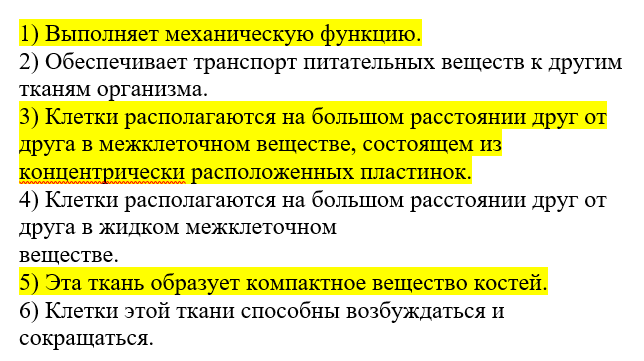 1) Выполняет механическую функцию.
2) Обеспечивает транспорт питательных веществ к другим
тканям организма.
3) Клетки располагаются на большом расстоянии друг от
друга в межклеточном веществе, состоящем из
концентрически расположенных пластинок.
4) Клетки располагаются на большом расстоянии друг от
друга в жидком межклеточном
веществе.
5) Эта ткань образует компактное вещество костей.
6) Клетки этой ткани способны возбуждаться и
сокращаться.